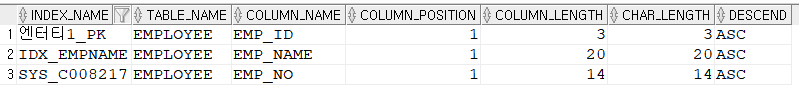 INDEX_NAME TABLE_NAME COLUMN_NAME COLUMN_POSITION COLUMN_LENGTH CHAR_LENGTH DESCEND
1 엔터티1_PK EMPLOYEE EMP_ID 1 3 3 ASC
2 IDX_EMPNAME EMPLOYEE EMP_NAME 1 20 20 ASC
3 SYS_C008217 EMPLOYEE EMP_NO 1 14 14 ASC